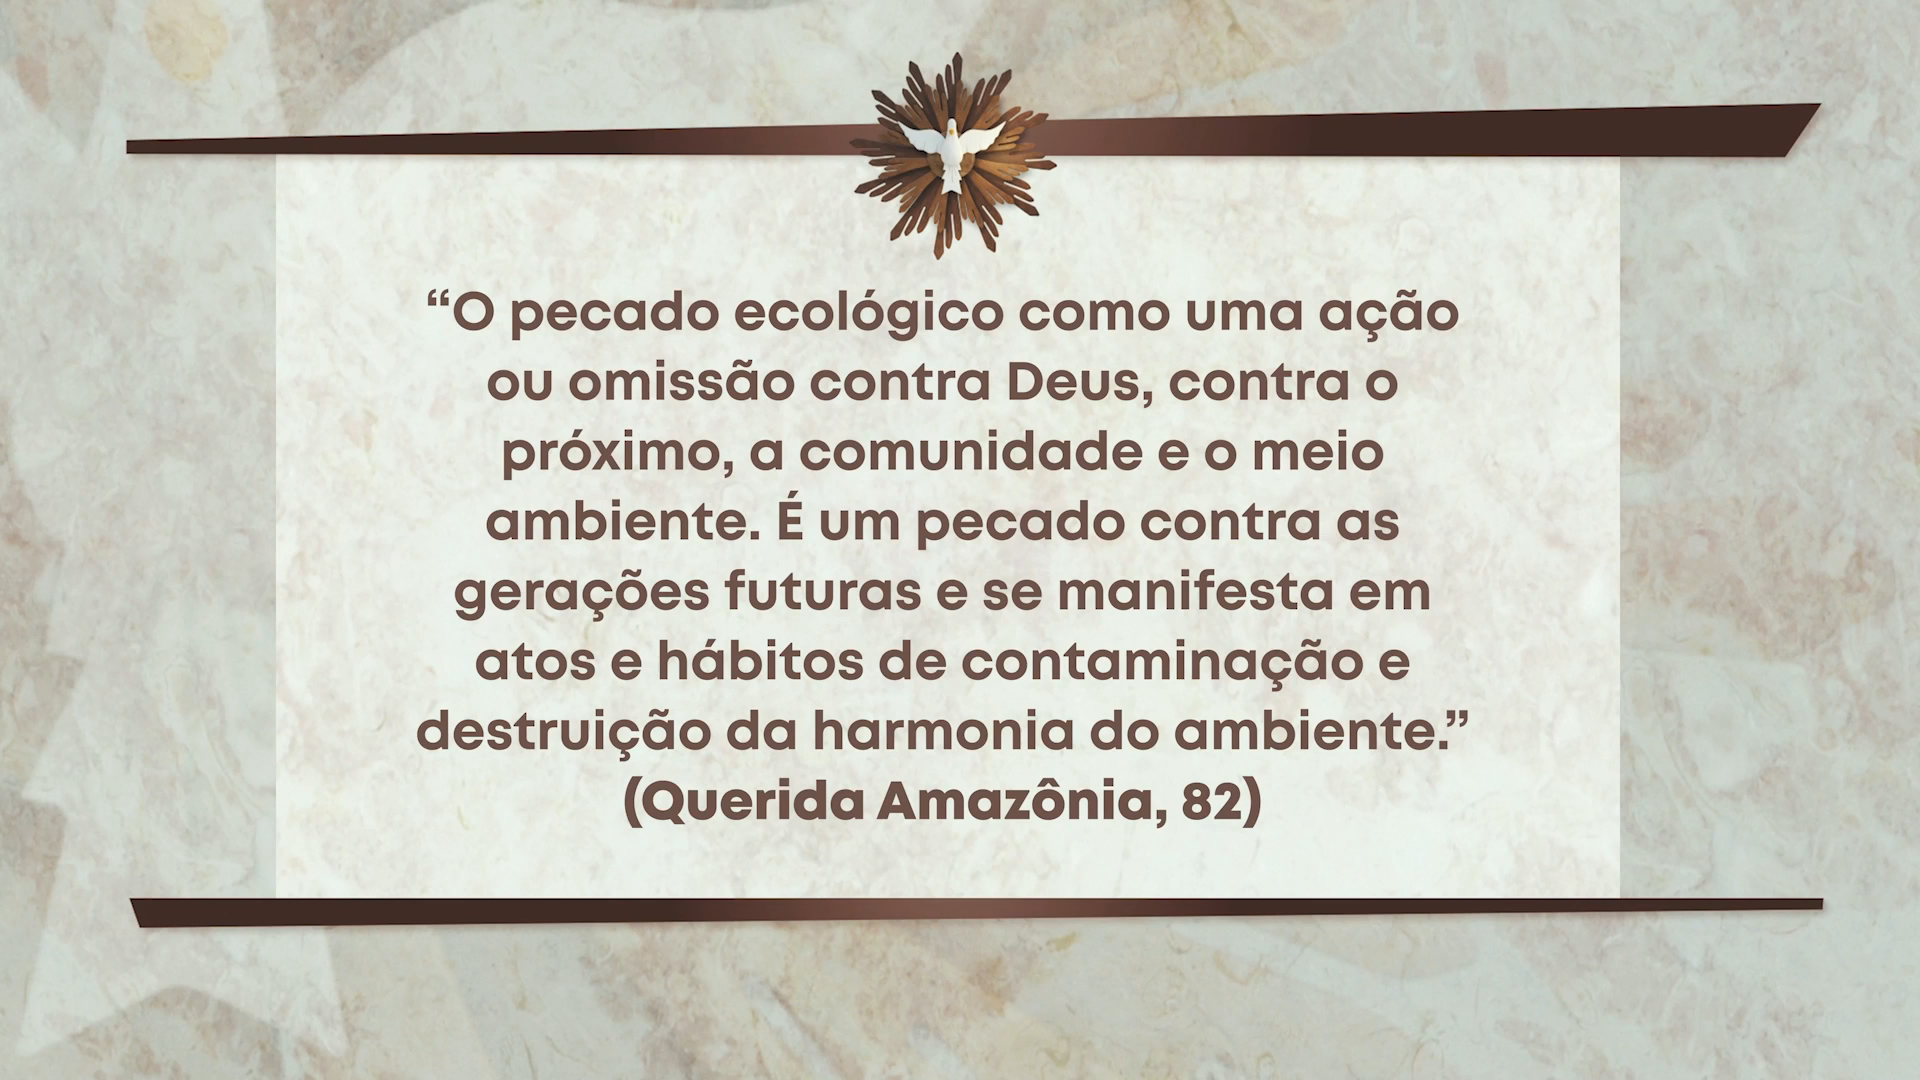 “O pecado ecológico como uma ação
ou omissão contra Deus, contra o
próximo, a comunidade e o meio
ambiente. É um pecado contra as
gerações futuras e se manifesta em
atos e hábitos de contaminação e
destruição da harmonia do ambiente.”
(Querida Amazônia, 82)